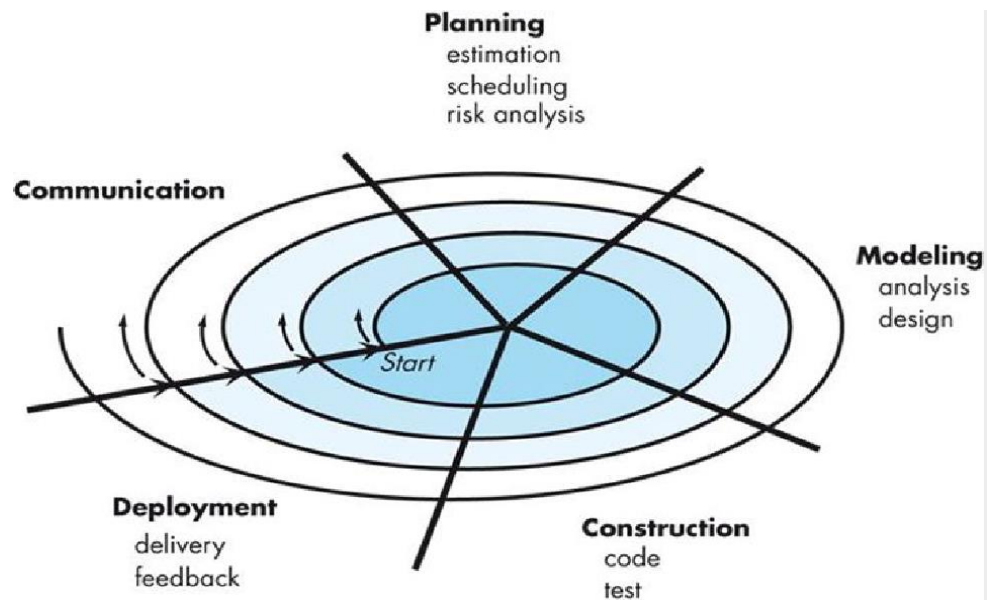 Planning
estimation
scheduling
risk analysis
Communication
Modeling
analysis
design
Start
Deployment
delivery
feedback
Construction
code
test